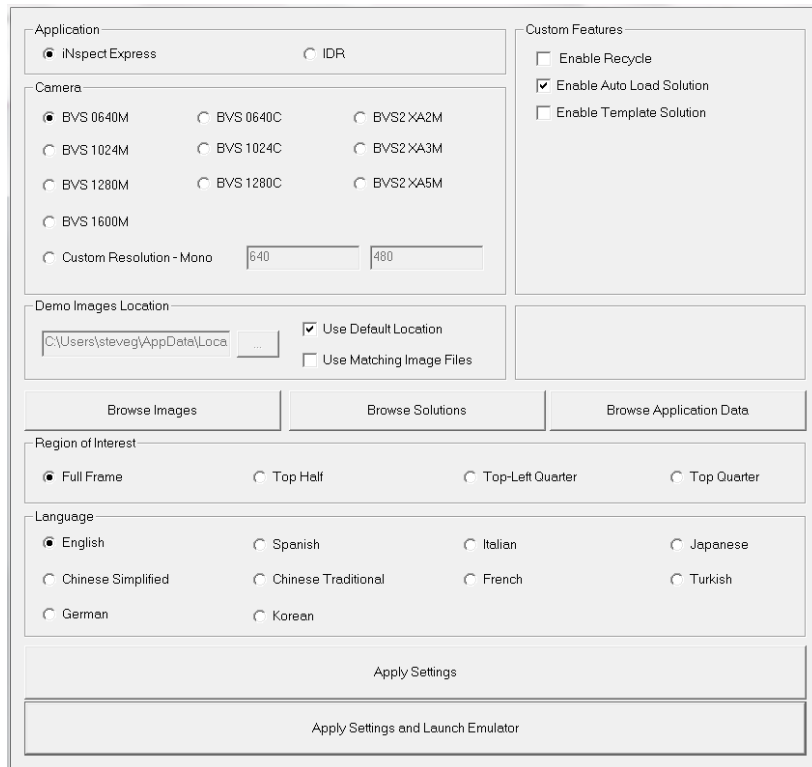 Application
iNspect Express IDR
Custom Features
Enable Recycle
Enable Auto Load Solution
Enable Template Solution
Camera
BVS 0640M BVS 0640C BVS2 XA2M
BVS 1024M BVS 1024C BVS2 XA3M
BVS 1280M BVS 1280C BVS2 XA5M
BVS 1600M
Custom Resolution - Mono 640 480
Demo Images Location
C:\Users\steveg\AppData\Loca ...
Use Default Location
Use Matching Image Files
Browse Images Browse Solutions Browse Application Data
Region of Interest
Full Frame Top Half Top-Left Quarter Top Quarter
Language
English Spanish Italian Japanese
Chinese Simplified Chinese Traditional French Turkish
German Korean
Apply Settings
Apply Settings and Launch Emulator